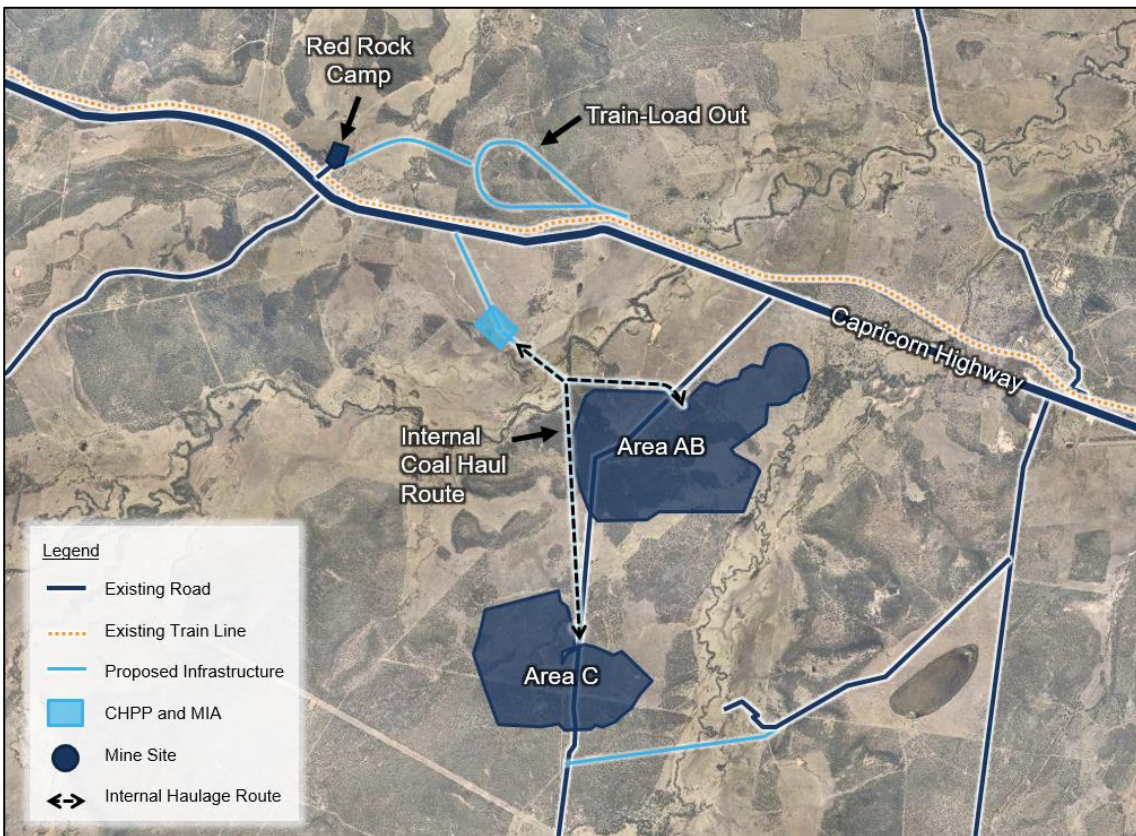 Red Rock
Camp
Train-Load Out
Capricorn Highway
Internal
Coal Haul
Route
Area AB
Area C
Legend
Existing Road
Existing Train Line
Proposed Infrastructure
CHPP and MIA
Mine Site
Internal Haulage Route